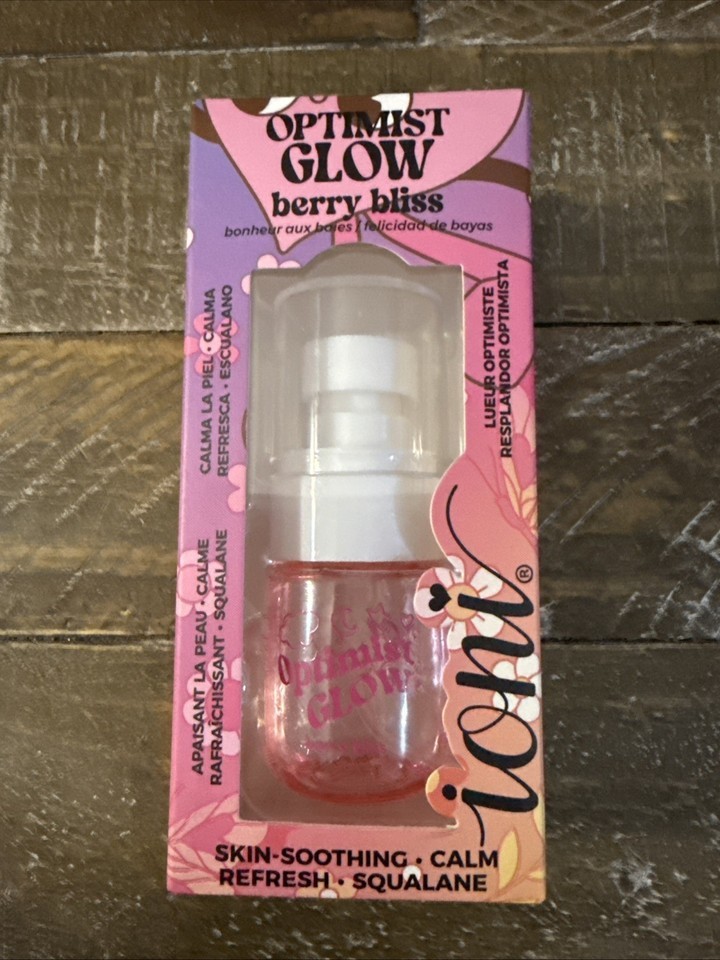 OPTIMIST
GLOW
berry bliss
bonheur aux baies / felicidad de bayas
CALMA LA PIEL • CALMA
REFRESCA • ESCUALANO
LUEUR OPTIMISTE
RESPLANDOR OPTIMISTA
APAISANT LA PEAU • CALME
RAFRAÎCHISSANT • SQUALANE
Optimist
GLOW
ioni®
SKIN-SOOTHING • CALM
REFRESH • SQUALANE